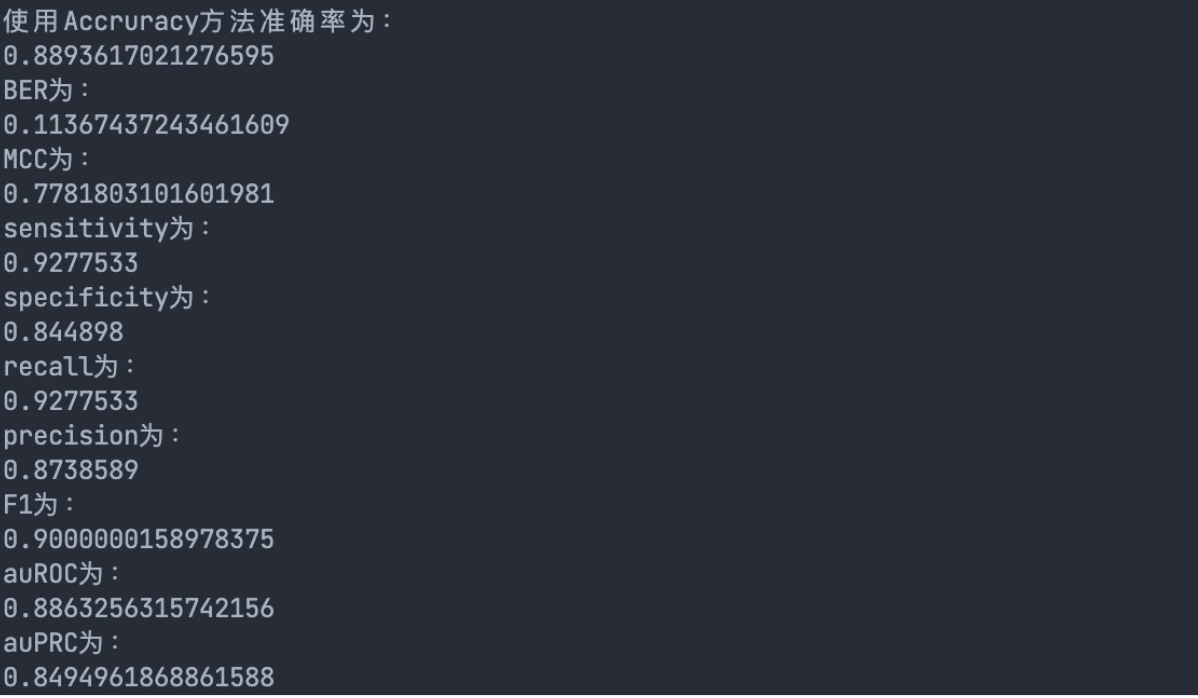 使用Accruracy方法准确率为：
0.8893617021276595
BER为：
0.11367437243461609
MCC为：
0.7781803101601981
sensitivity为：
0.9277533
specificity为：
0.844898
recall为：
0.9277533
precision为：
0.8738589
F1为：
0.9000000158978375
auROC为：
0.8863256315742156
auPRC为：
0.8494961868861588